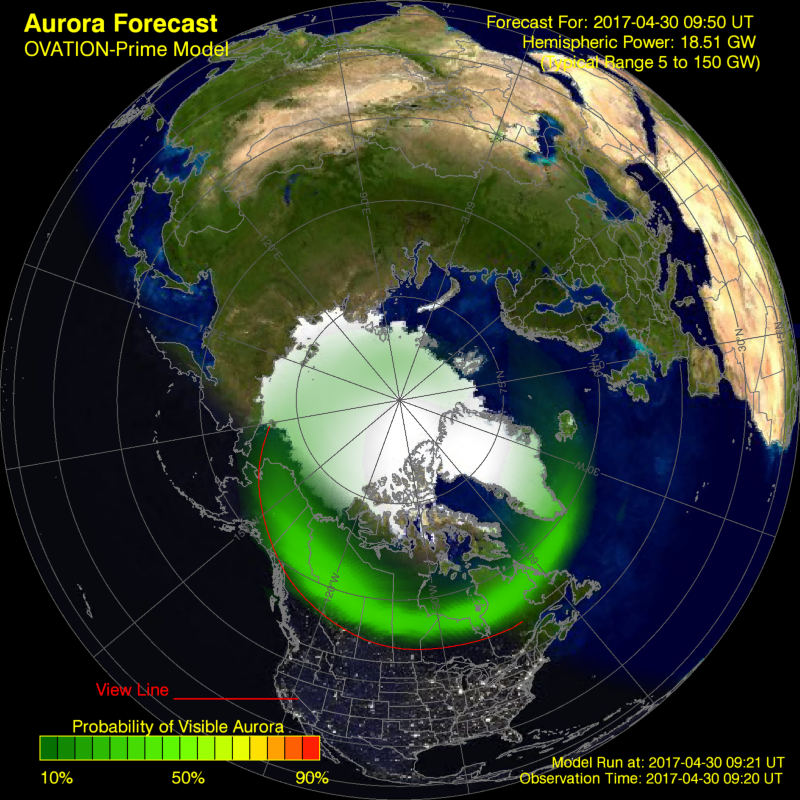 Aurora Forecast
OVATION-Prime Model
Forecast For: 2017-04-30 09:50 UT
Hemispheric Power: 18.51 GW
(Typical Range 5 to 150 GW)
30N
120W
View Line
Probability of Visible Aurora
10% 50% 90%
Model Run at: 2017-04-30 09:21 UT
Observation Time: 2017-04-30 09:20 UT